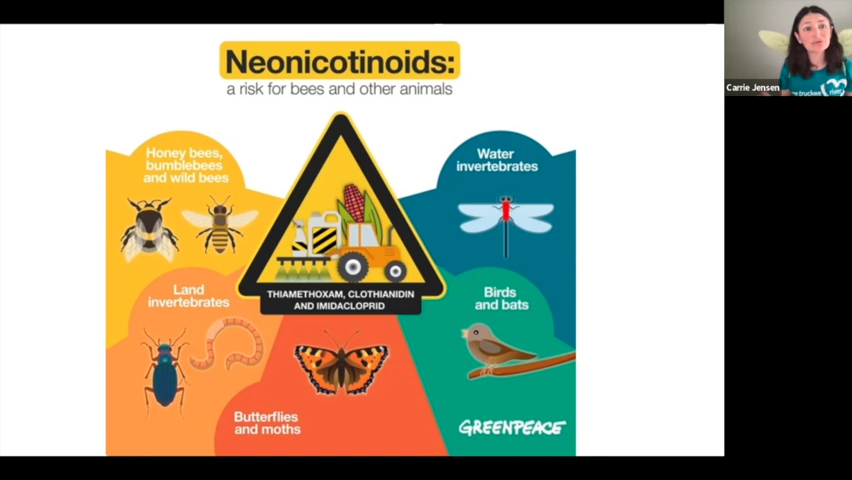 Neonicotinoids:
a risk for bees and other animals
Honey bees,
bumblebees
and wild bees
Water
invertebrates
Land
invertebrates
THIAMETHOXAM, CLOTHIANIDIN
AND IMIDACLOPRID
Birds
and bats
Butterflies
and moths
GREENPEACE
Carrie Jensen
truckee